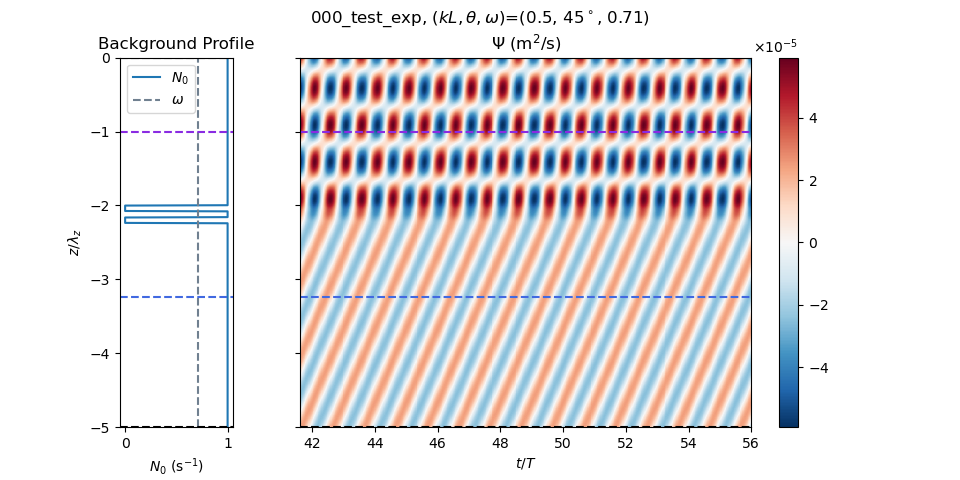 000_test_exp, (kL, θ, ω)=(0.5, 45°, 0.71)
Background Profile
Ψ (m²/s)
×10⁻⁵
N₀
ω
0
−1
−2
−3
−4
−5
z/λ_z
0 1
N₀ (s⁻¹)
42 44 46 48 50 52 54 56
t/T
4
2
0
−2
−4